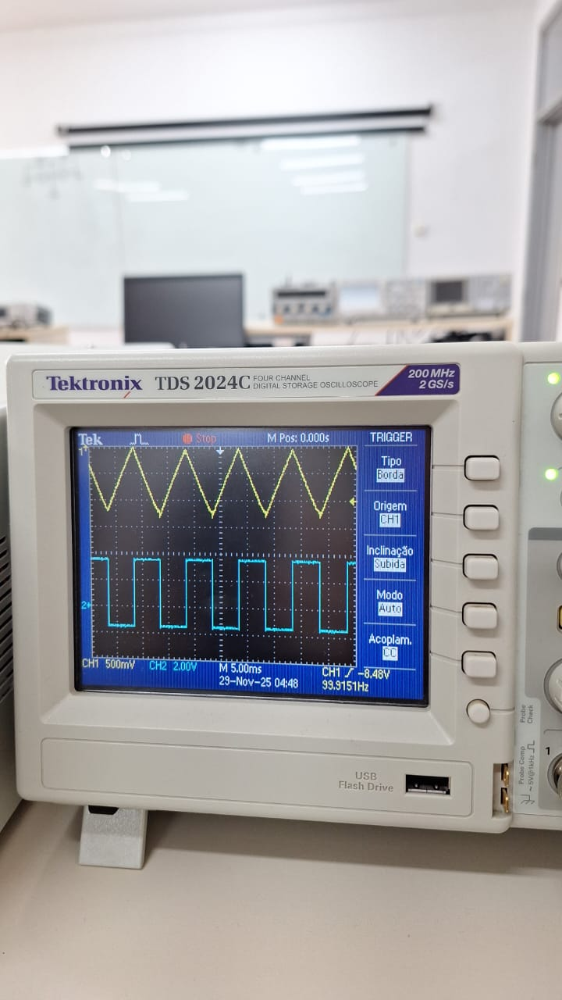 Tektronix TDS 2024C FOUR CHANNEL DIGITAL STORAGE OSCILLOSCOPE 200 MHz 2 GS/s
Tek Stop M Pos: 0.000s TRIGGER
1
Tipo
Borda
Origem
CH1
Inclinação
Subida
2
Modo
Auto
Acoplam.
CC
CH1 500mV CH2 2.00V M 5.00ms CH1 -8.48V
29-Nov-25 04:48 99.9151Hz
USB
Flash Drive
Probe Check
Probe Comp
~5V@1kHz
1